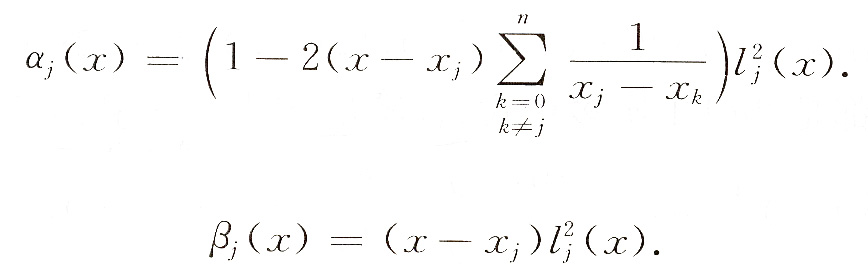 α_j(x) = (1 − 2(x − x_j) ∑_{k=0, k≠j}^{n} 1/(x_j − x_k)) l_j^2(x).
β_j(x) = (x − x_j) l_j^2(x).